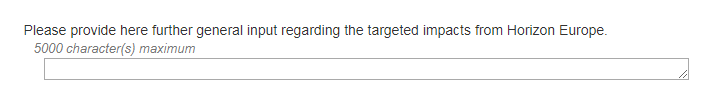 Please provide here further general input regarding the targeted impacts from Horizon Europe.
5000 character(s) maximum